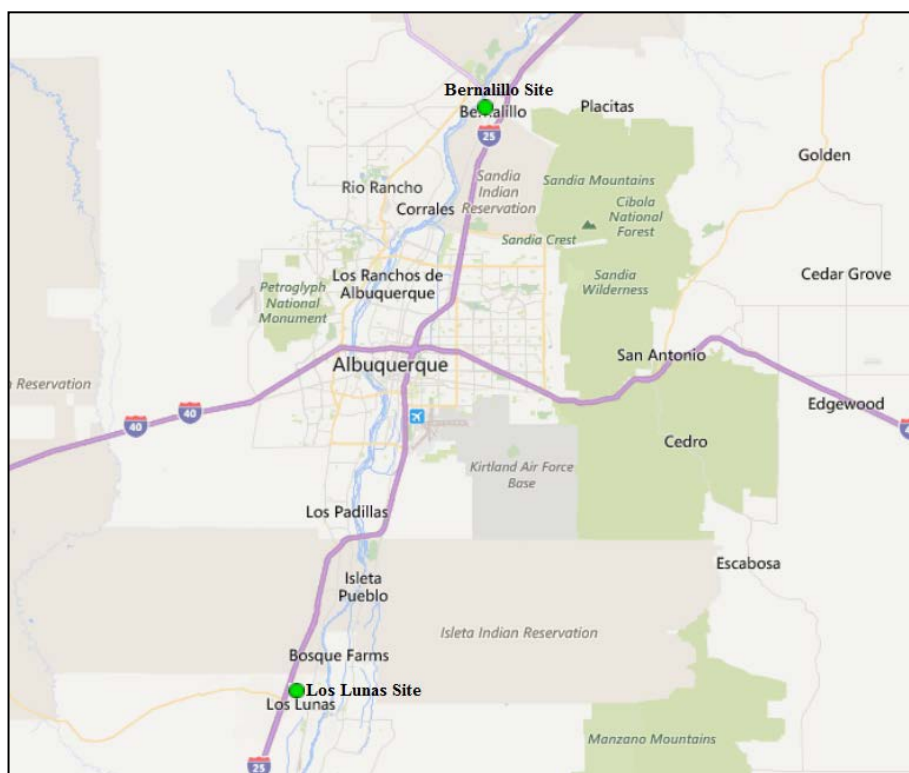 Bernalillo Site
Bernalillo
Placitas
25
Golden
Sandia Mountains
Sandia
Indian
Reservation
Rio Rancho
Cibola
National
Forest
Corrales
Sandia Crest
Los Ranchos de
Albuquerque
Petroglyph
National
Monument
Sandia
Wilderness
Cedar Grove
San Antonio
Albuquerque
n Reservation
40
40
Edgewood
4
Cedro
Kirtland Air Force
Base
Los Padillas
Escabosa
Isleta
Pueblo
Isleta Indian Reservation
Bosque Farms
Los Lunas Site
Los Lunas
Manzano Mountains
25